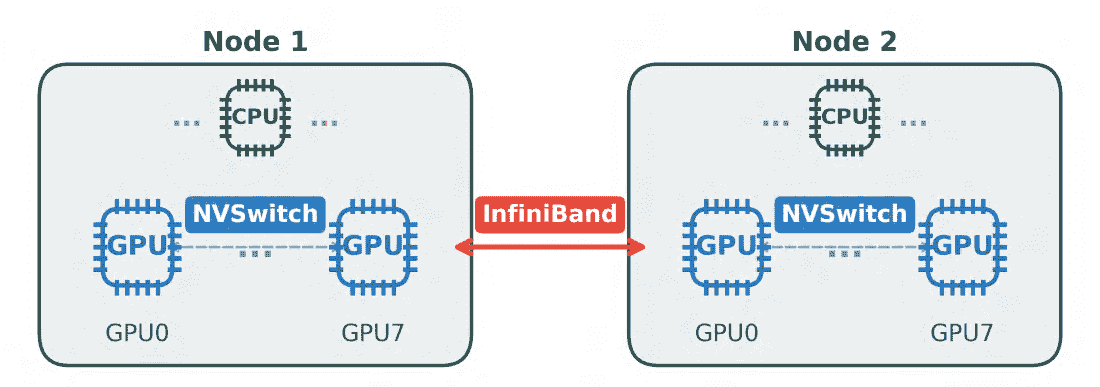 Node 1
Node 2
CPU
CPU
NVSwitch
InfiniBand
NVSwitch
GPU
GPU
GPU
GPU
GPU0
GPU7
GPU0
GPU7